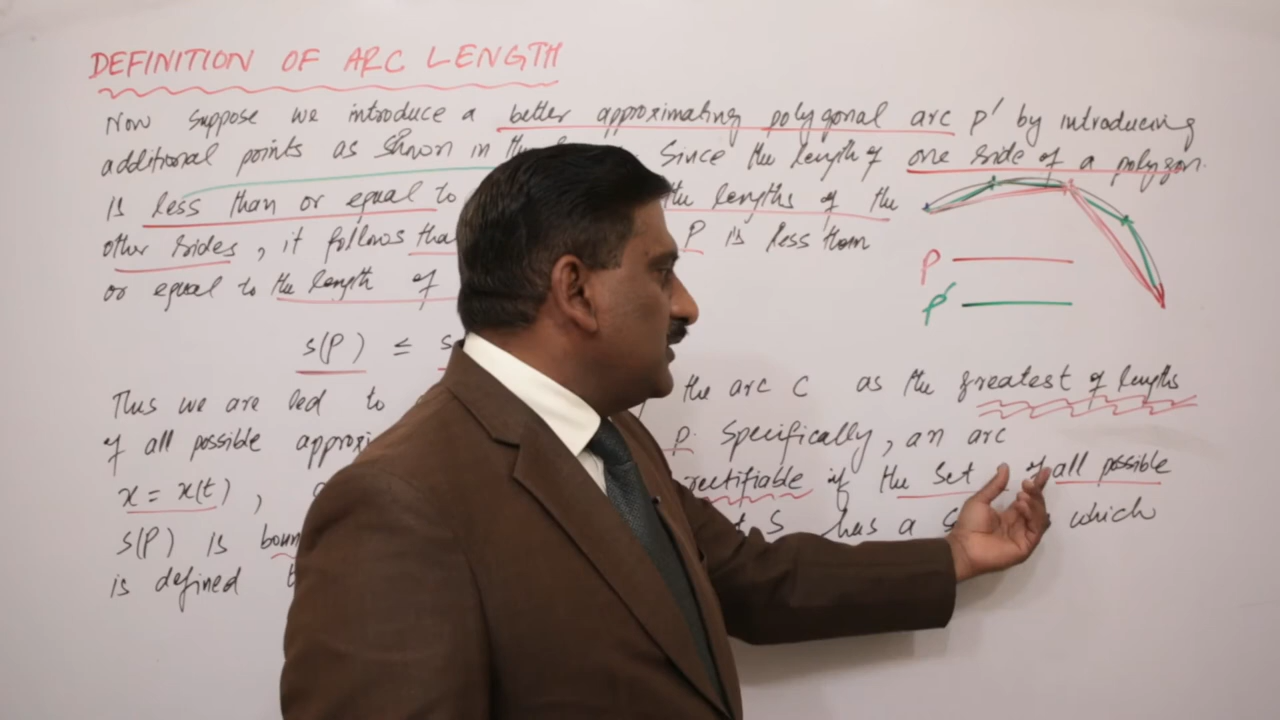 DEFINITION OF ARC LENGTH
Now suppose we introduce a better approximating polygonal arc P' by introducing
additional points as shown in the Since the length of one side of a polygon.
is less than or equal to the lengths of the
other sides, it follows that P is less than
or equal to the length of
s(P) ≤ s
Thus we are led to the arc C as the greatest of lengths
of all possible P. Specifically, an arc
x = x(t), rectifiable if the set of all possible
s(P) is S has a which
is defined
P
P'